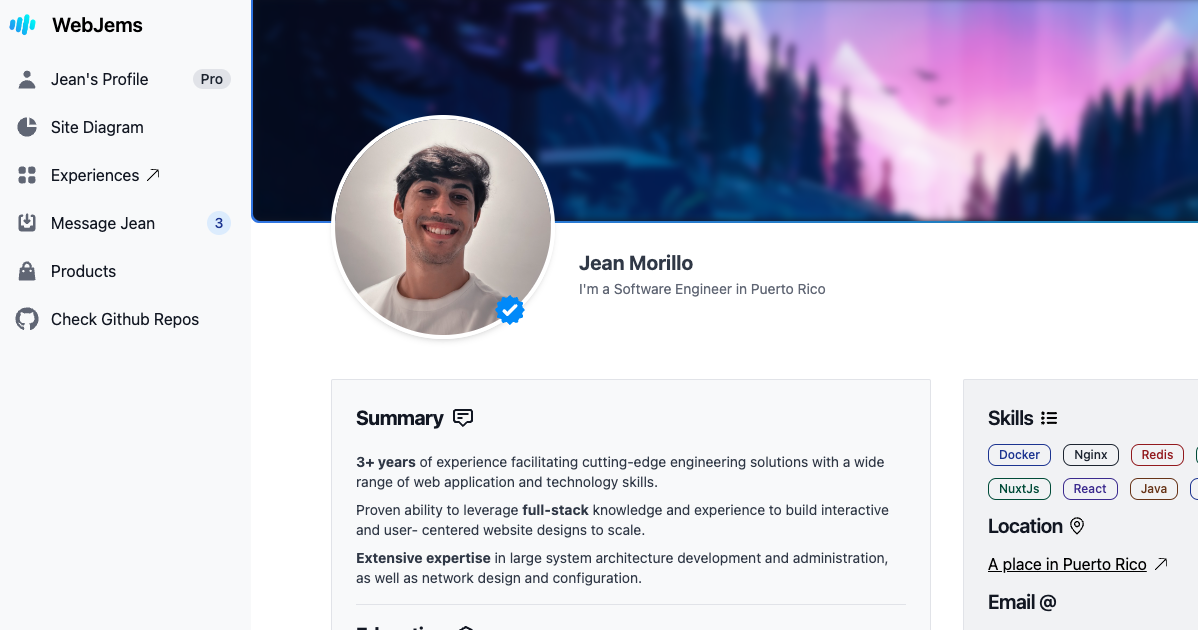 WebJems
Jean's Profile
Pro
Site Diagram
Experiences
Message Jean
3
Products
Check Github Repos
Jean Morillo
I'm a Software Engineer in Puerto Rico
Summary
3+ years of experience facilitating cutting-edge engineering solutions with a wide
range of web application and technology skills.
Proven ability to leverage full-stack knowledge and experience to build interactive
and user- centered website designs to scale.
Extensive expertise in large system architecture development and administration,
as well as network design and configuration.
Skills
Docker Nginx Redis
NuxtJs React Java
Location
A place in Puerto Rico
Email @